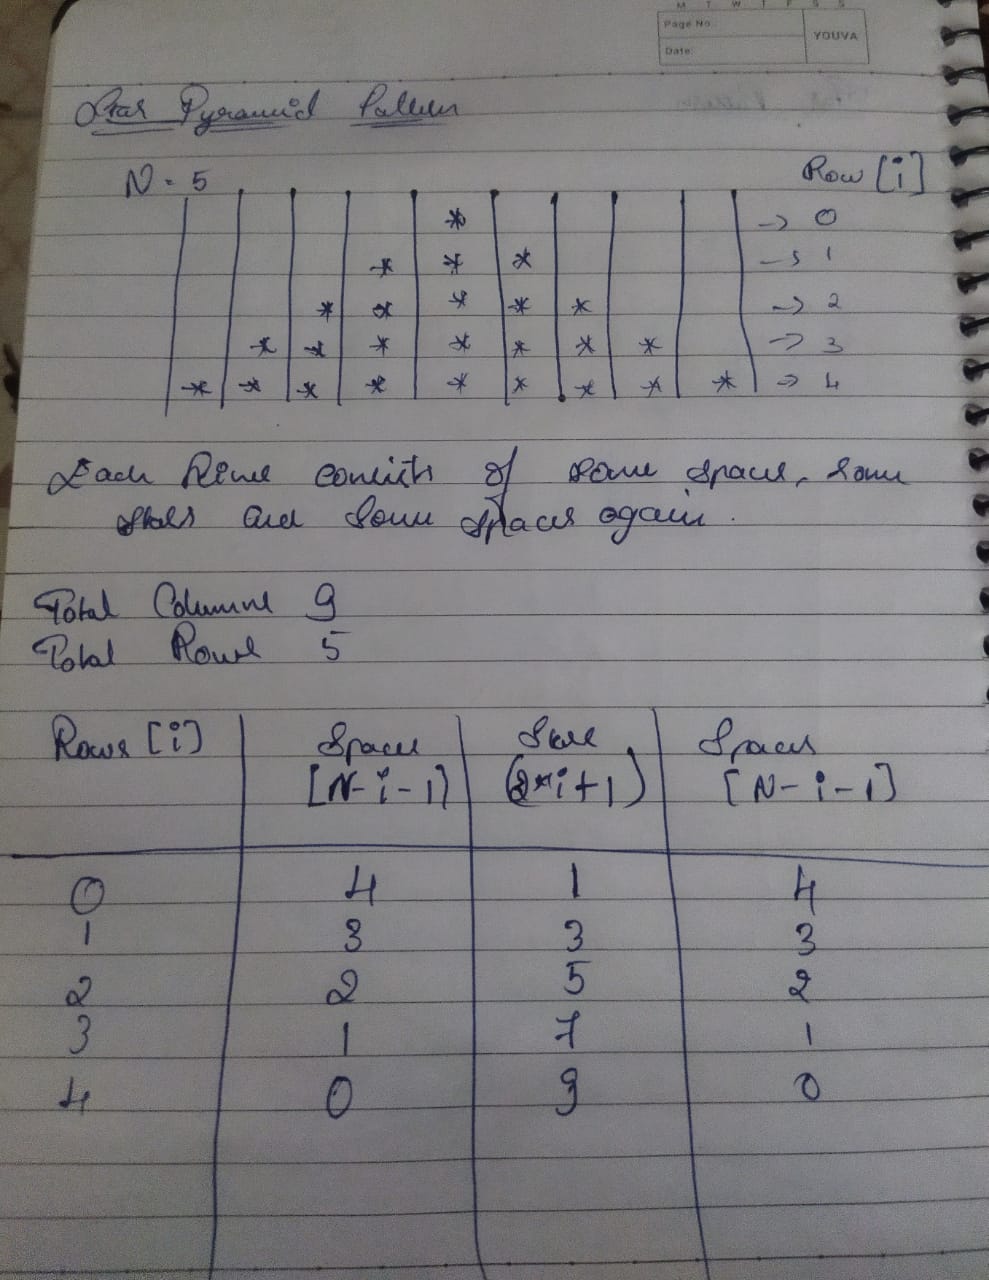 M T W T F S S
Page No.
YOUVA
Date:
Star Pyramid Pattern
N = 5 Row [i]
* -> 0
* * * -> 1
* * * * * -> 2
* * * * * * * -> 3
* * * * * * * * * -> 4
Each Row consists of some space, some
stars and some spaces again.
Total Columns 9
Total Rows 5
Rows [i] Spaces Stars Spaces
[N-i-1] (2*i+1) [N-i-1]
0 4 1 4
1 3 3 3
2 2 5 2
3 1 7 1
4 0 9 0